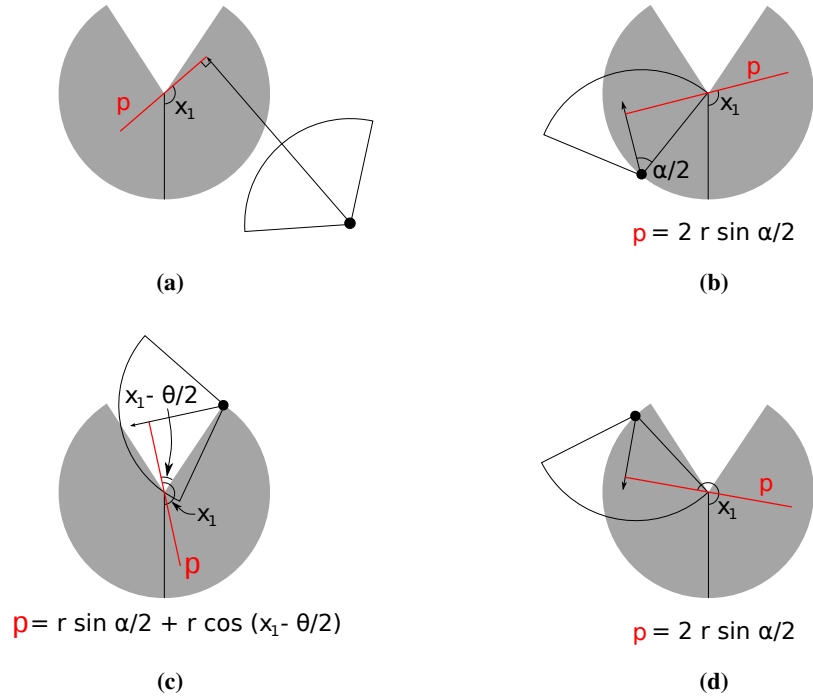 p
x₁
(a)
p
x₁
α/2
p = 2 r sin α/2
(b)
x₁- θ/2
x₁
p
p = r sin α/2 + r cos (x₁- θ/2)
(c)
p
x₁
p = 2 r sin α/2
(d)